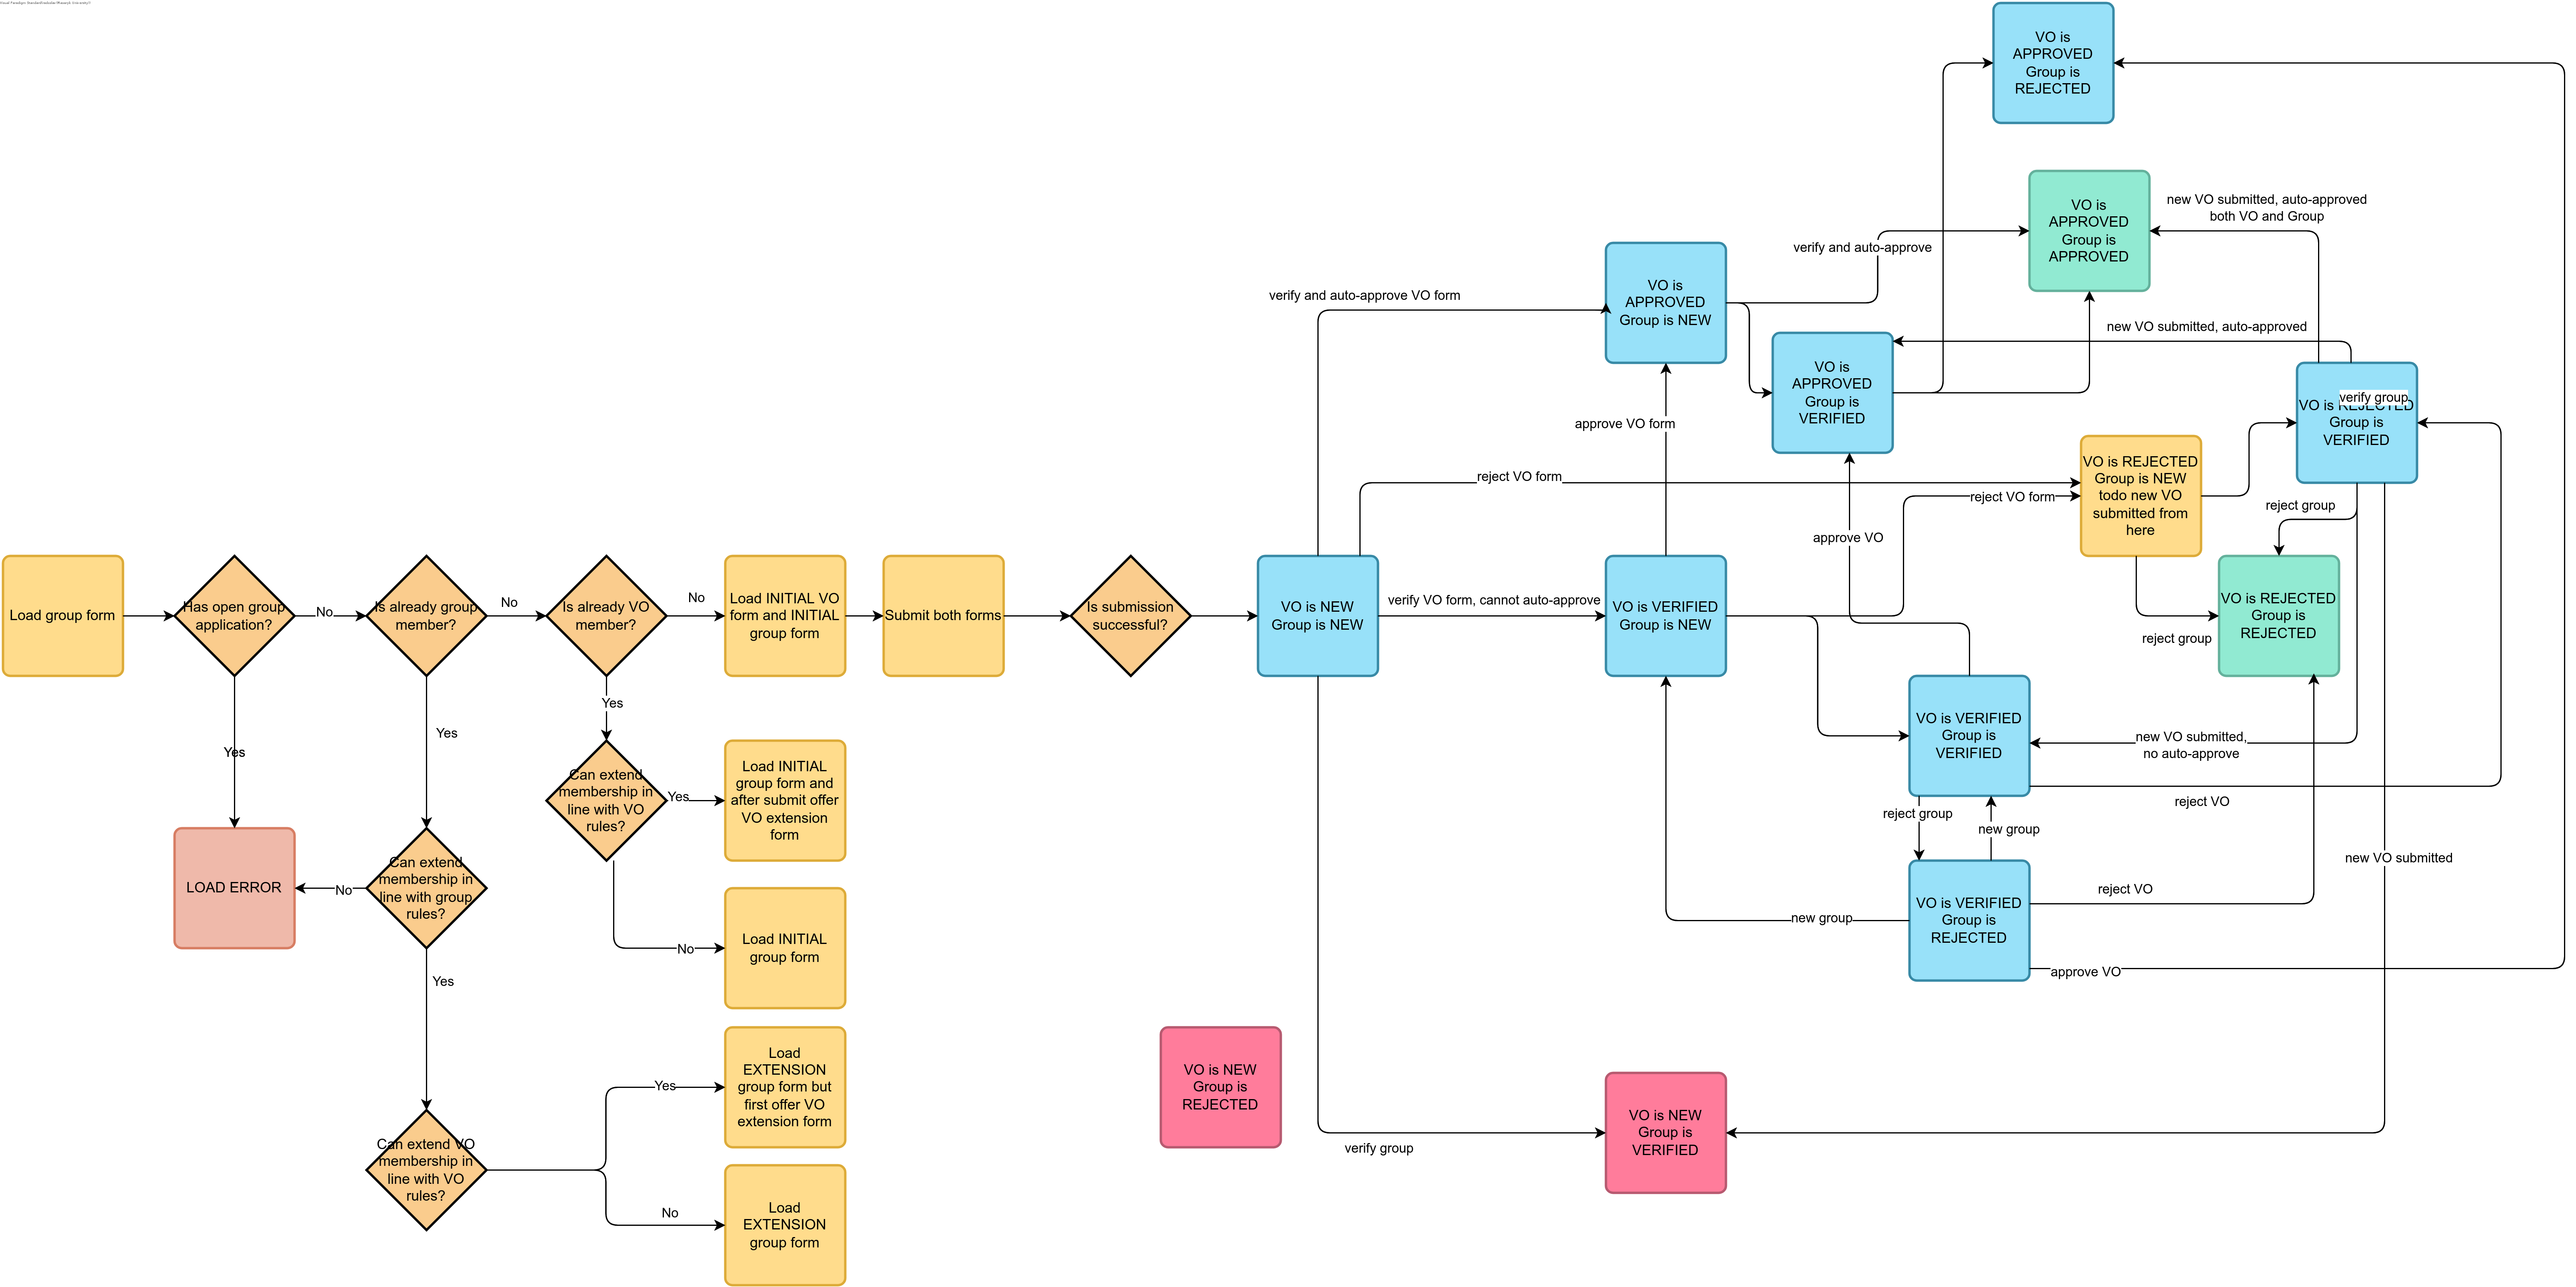 VO is
APPROVED
Group is
REJECTED
VO is
APPROVED
Group is
APPROVED
new VO submitted, auto-approved
both VO and Group
verify and auto-approve
verify and auto-approve VO form
VO is
APPROVED
Group is NEW
new VO submitted, auto-approved
VO is
APPROVED
Group is
VERIFIED
verify group
VO is REJECTED
Group is
VERIFIED
approve VO form
reject VO form
reject VO form
VO is REJECTED
Group is NEW
todo new VO
submitted from
here
reject group
approve VO
Load group form
Has open group
application?
No
Is already group
member?
No
Is already VO
member?
No
Load INITIAL VO
form and INITIAL
group form
Submit both forms
Is submission
successful?
VO is NEW
Group is NEW
verify VO form, cannot auto-approve
VO is VERIFIED
Group is NEW
VO is REJECTED
Group is
REJECTED
reject group
Yes
Yes
Yes
VO is VERIFIED
Group is
VERIFIED
new VO submitted,
no auto-approve
Can extend
membership in
line with VO
rules?
Yes
Load INITIAL
group form and
after submit offer
VO extension
form
reject VO
reject group
new group
new VO submitted
LOAD ERROR
No
Can extend
membership in
line with group
rules?
reject VO
VO is VERIFIED
Group is
REJECTED
new group
No
Load INITIAL
group form
approve VO
Yes
Load
EXTENSION
group form but
first offer VO
extension form
Yes
VO is NEW
Group is
REJECTED
VO is NEW
Group is
VERIFIED
verify group
Can extend VO
membership in
line with VO
rules?
No
Load
EXTENSION
group form